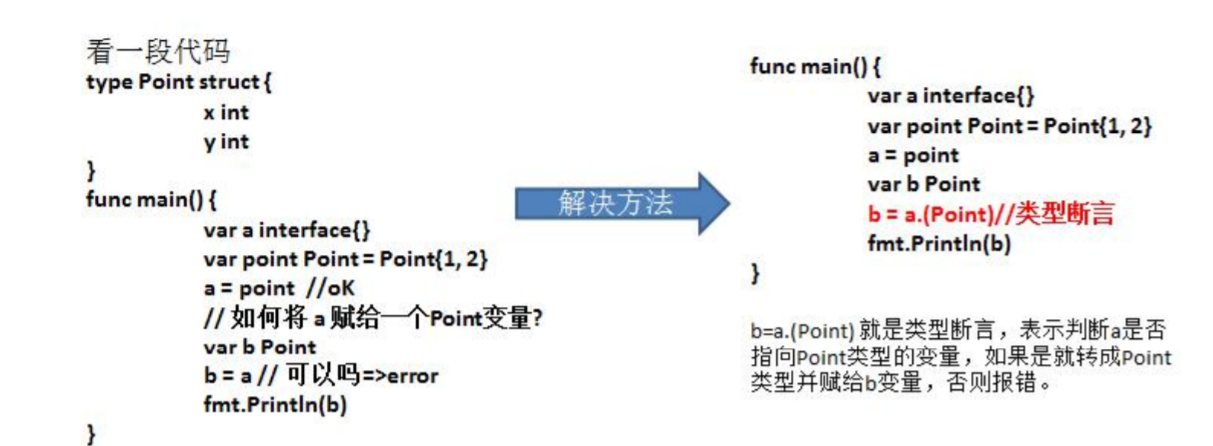 看一段代码
type Point struct {
x int
y int
}
func main() {
var a interface{}
var point Point = Point{1, 2}
a = point //oK
// 如何将 a 赋给一个Point变量?
var b Point
b = a // 可以吗=>error
fmt.Println(b)
}
解决方法
func main() {
var a interface{}
var point Point = Point{1, 2}
a = point
var b Point
b = a.(Point)//类型断言
fmt.Println(b)
}
b=a.(Point) 就是类型断言，表示判断a是否
指向Point类型的变量，如果是就转成Point
类型并赋给b变量，否则报错。